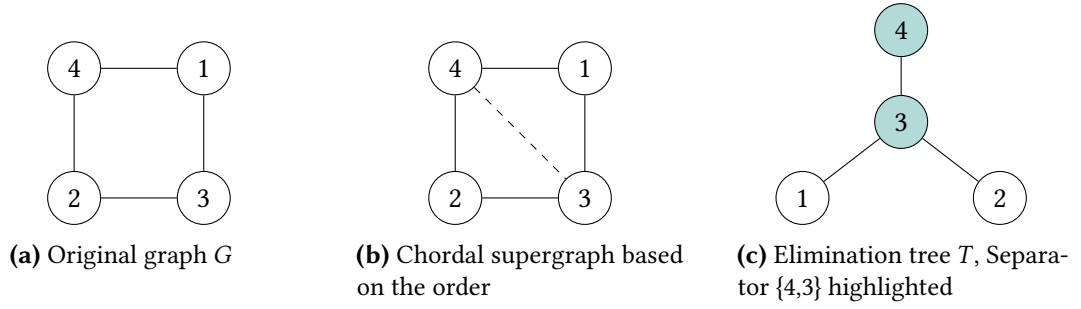 4
4 1 4 1
3
2 3 2 3 1 2
(a) Original graph G
(b) Chordal supergraph based
on the order
(c) Elimination tree T, Separa-
tor {4,3} highlighted